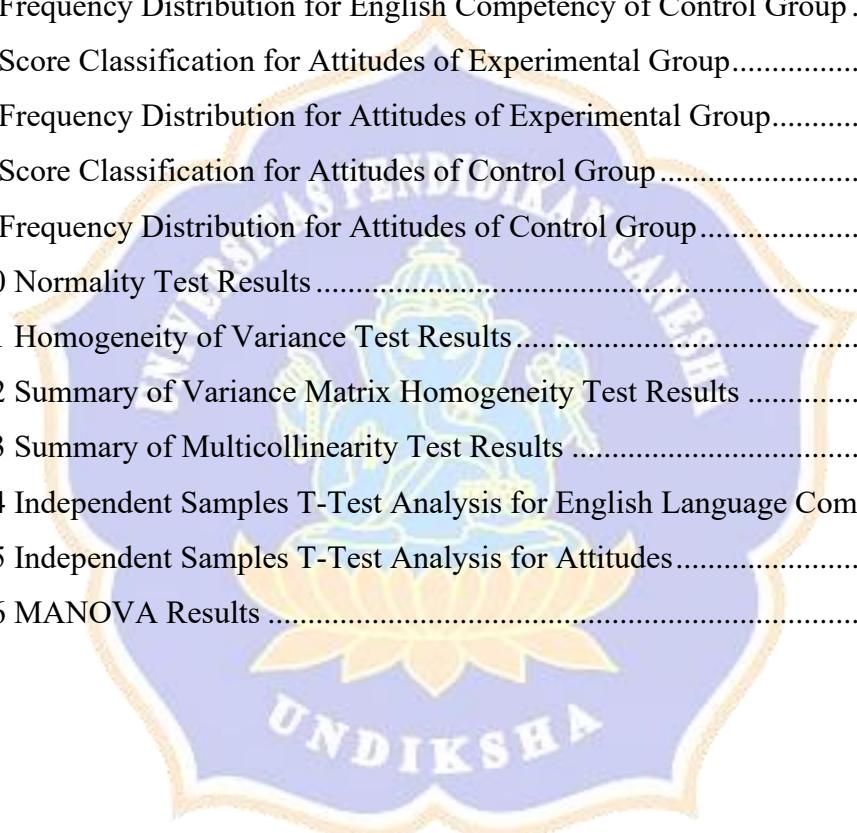 Frequency Distribution for English Competency of Control Group .
Score Classification for Attitudes of Experimental Group.................
Frequency Distribution for Attitudes of Experimental Group............
Score Classification for Attitudes of Control Group.........................
Frequency Distribution for Attitudes of Control Group....................
0 Normality Test Results....................................................................
1 Homogeneity of Variance Test Results...........................................
2 Summary of Variance Matrix Homogeneity Test Results ..............
3 Summary of Multicollinearity Test Results ....................................
4 Independent Samples T-Test Analysis for English Language Com
5 Independent Samples T-Test Analysis for Attitudes.......................
6 MANOVA Results ..........................................................................
UNIVERSITAS PENDIDIKAN GANESHA
UNDIKSHA